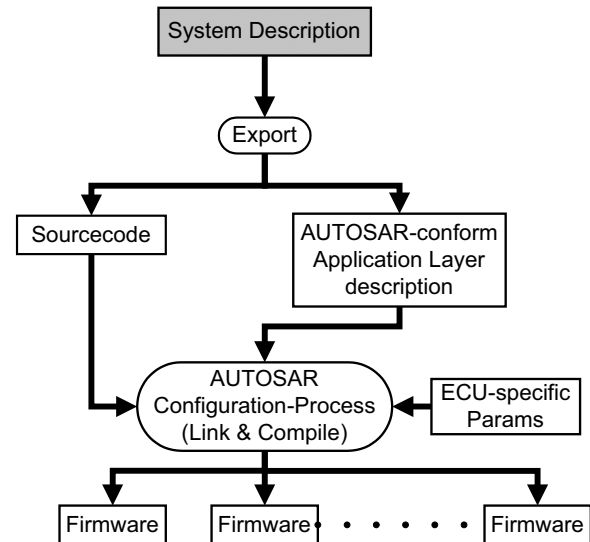 System Description
Export
Sourcecode
AUTOSAR-conform
Application Layer
description
AUTOSAR
Configuration-Process
(Link & Compile)
ECU-specific
Params
Firmware
Firmware
Firmware